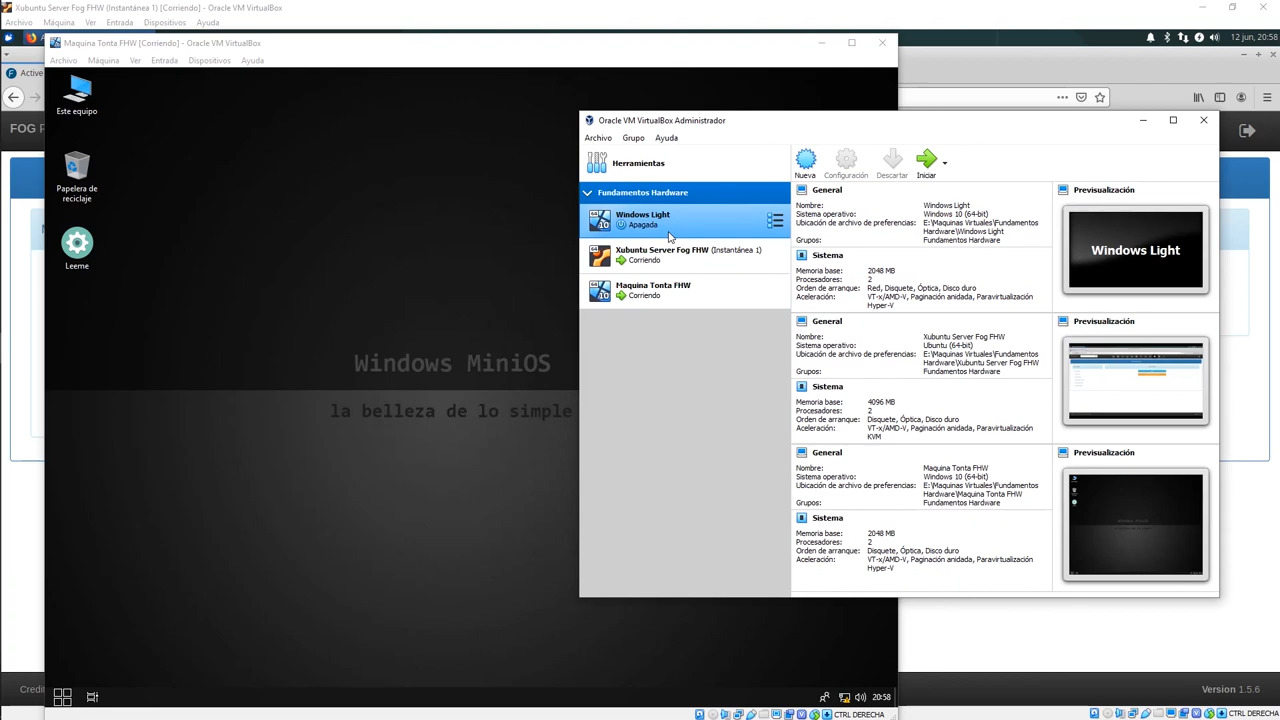 Xubuntu Server Fog FHW (Instantánea 1) [Corriendo] - Oracle VM VirtualBox
Archivo Máquina Ver Entrada Dispositivos Ayuda
12 jun, 20:58
Active
FOG
Maquina Tonta FHW [Corriendo] - Oracle VM VirtualBox
Archivo Máquina Ver Entrada Dispositivos Ayuda
Este equipo
Papelera de
reciclaje
Leeme
Windows MiniOS
la belleza de lo simple
20:58
CTRL DERECHA
Oracle VM VirtualBox Administrador
Archivo Grupo Ayuda
Herramientas
Nueva Configuración Descartar Iniciar
Fundamentos Hardware
Windows Light
Apagada
Xubuntu Server Fog FHW (Instantánea 1)
Corriendo
Maquina Tonta FHW
Corriendo
General
Nombre: Windows Light
Sistema operativo: Windows 10 (64-bit)
Ubicación de archivo de preferencias: E:\Maquinas Virtuales\Fundamentos
Hardware\Windows Light
Grupos: Fundamentos Hardware
Sistema
Memoria base: 2048 MB
Procesadores: 2
Orden de arranque: Red, Disquete, Óptica, Disco duro
Aceleración: VT-x/AMD-V, Paginación anidada, Paravirtualización
Hyper-V
Previsualización
Windows Light
General
Nombre: Xubuntu Server Fog FHW
Sistema operativo: Ubuntu (64-bit)
Ubicación de archivo de preferencias: E:\Maquinas Virtuales\Fundamentos
Hardware\Xubuntu Server Fog FHW
Grupos: Fundamentos Hardware
Sistema
Memoria base: 4096 MB
Procesadores: 2
Orden de arranque: Disquete, Óptica, Disco duro
Aceleración: VT-x/AMD-V, Paginación anidada, Paravirtualización
KVM
Previsualización
General
Nombre: Maquina Tonta FHW
Sistema operativo: Windows 10 (64-bit)
Ubicación de archivo de preferencias: E:\Maquinas Virtuales\Fundamentos
Hardware\Maquina Tonta FHW
Grupos: Fundamentos Hardware
Sistema
Memoria base: 2048 MB
Procesadores: 2
Orden de arranque: Disquete, Óptica, Disco duro
Aceleración: VT-x/AMD-V, Paginación anidada, Paravirtualización
Hyper-V
Previsualización
Credit
Version 1.5.6
CTRL DERECHA